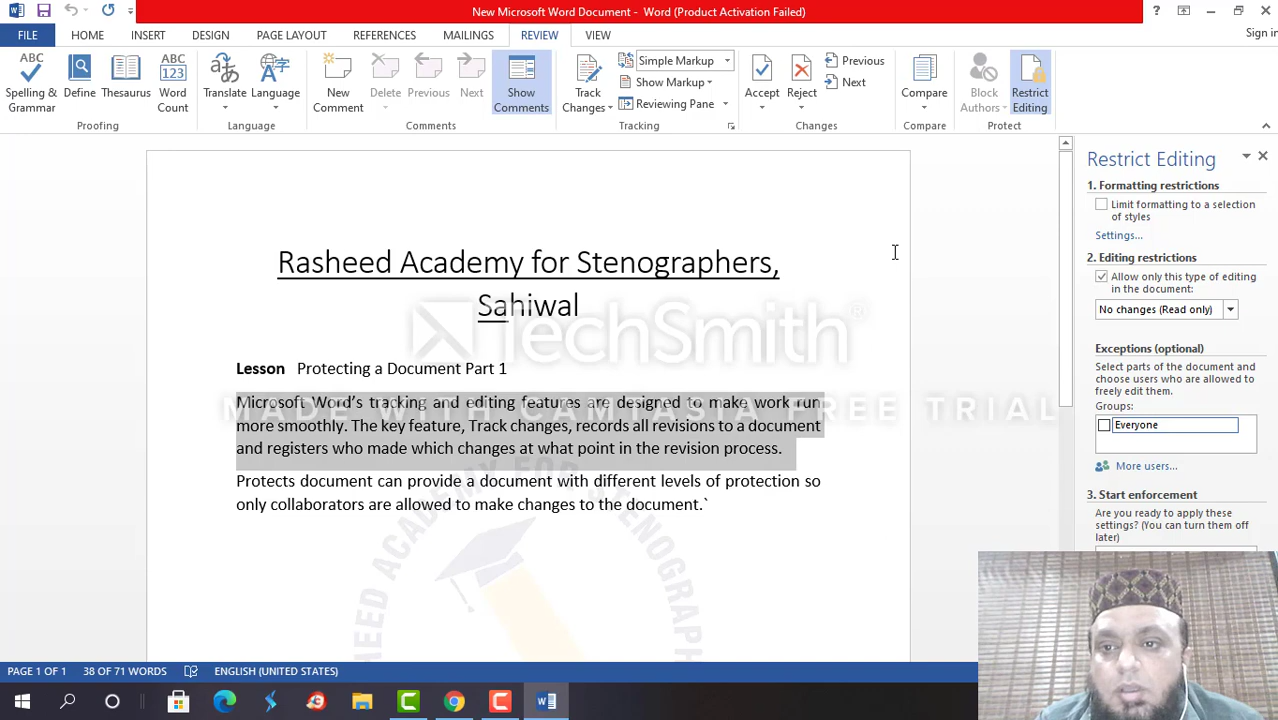 New Microsoft Word Document - Word (Product Activation Failed)
?
Sign in
FILE HOME INSERT DESIGN PAGE LAYOUT REFERENCES MAILINGS REVIEW VIEW
ABC
Spelling &
Grammar
Define
Thesaurus
ABC
123
Word
Count
Proofing
Translate
Language
Language
New
Comment
Delete
Previous
Next
Show
Comments
Comments
Track
Changes
Simple Markup
Show Markup
Reviewing Pane
Tracking
Accept
Reject
Previous
Next
Changes
Compare
Compare
Block
Authors
Restrict
Editing
Protect
Rasheed Academy for Stenographers,
Sahiwal
Lesson Protecting a Document Part 1
Microsoft Word’s tracking and editing features are designed to make work run
more smoothly. The key feature, Track changes, records all revisions to a document
and registers who made which changes at what point in the revision process.
Protects document can provide a document with different levels of protection so
only collaborators are allowed to make changes to the document.`
TechSmith®
MADE WITH CAMTASIA FREE TRIAL
EED ACADEMY FOR STENOGRAPH
Restrict Editing
1. Formatting restrictions
Limit formatting to a selection
of styles
Settings...
2. Editing restrictions
Allow only this type of editing
in the document:
No changes (Read only)
Exceptions (optional)
Select parts of the document and
choose users who are allowed to
freely edit them.
Groups:
Everyone
More users...
3. Start enforcement
Are you ready to apply these
settings? (You can turn them off
later)
PAGE 1 OF 1 38 OF 71 WORDS ENGLISH (UNITED STATES)